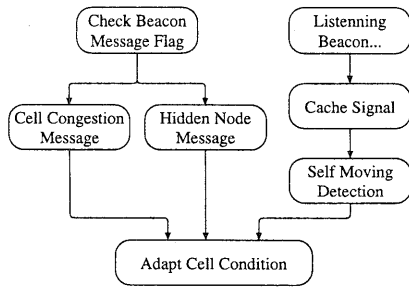 Check Beacon
Message Flag
Listenning
Beacon...
Cell Congestion
Message
Hidden Node
Message
Cache Signal
Self Moving
Detection
Adapt Cell Condition